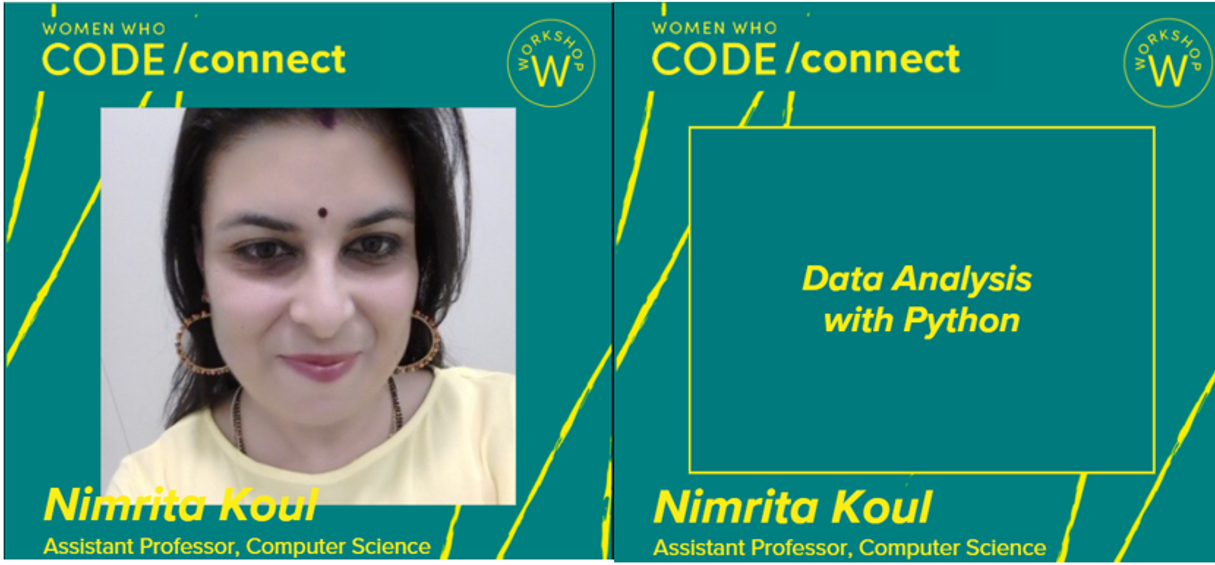 WOMEN WHO
CODE /connect
WORKSHOP
W
Nimrita Koul
Assistant Professor, Computer Science
WOMEN WHO
CODE /connect
WORKSHOP
W
Data Analysis
with Python
Nimrita Koul
Assistant Professor, Computer Science